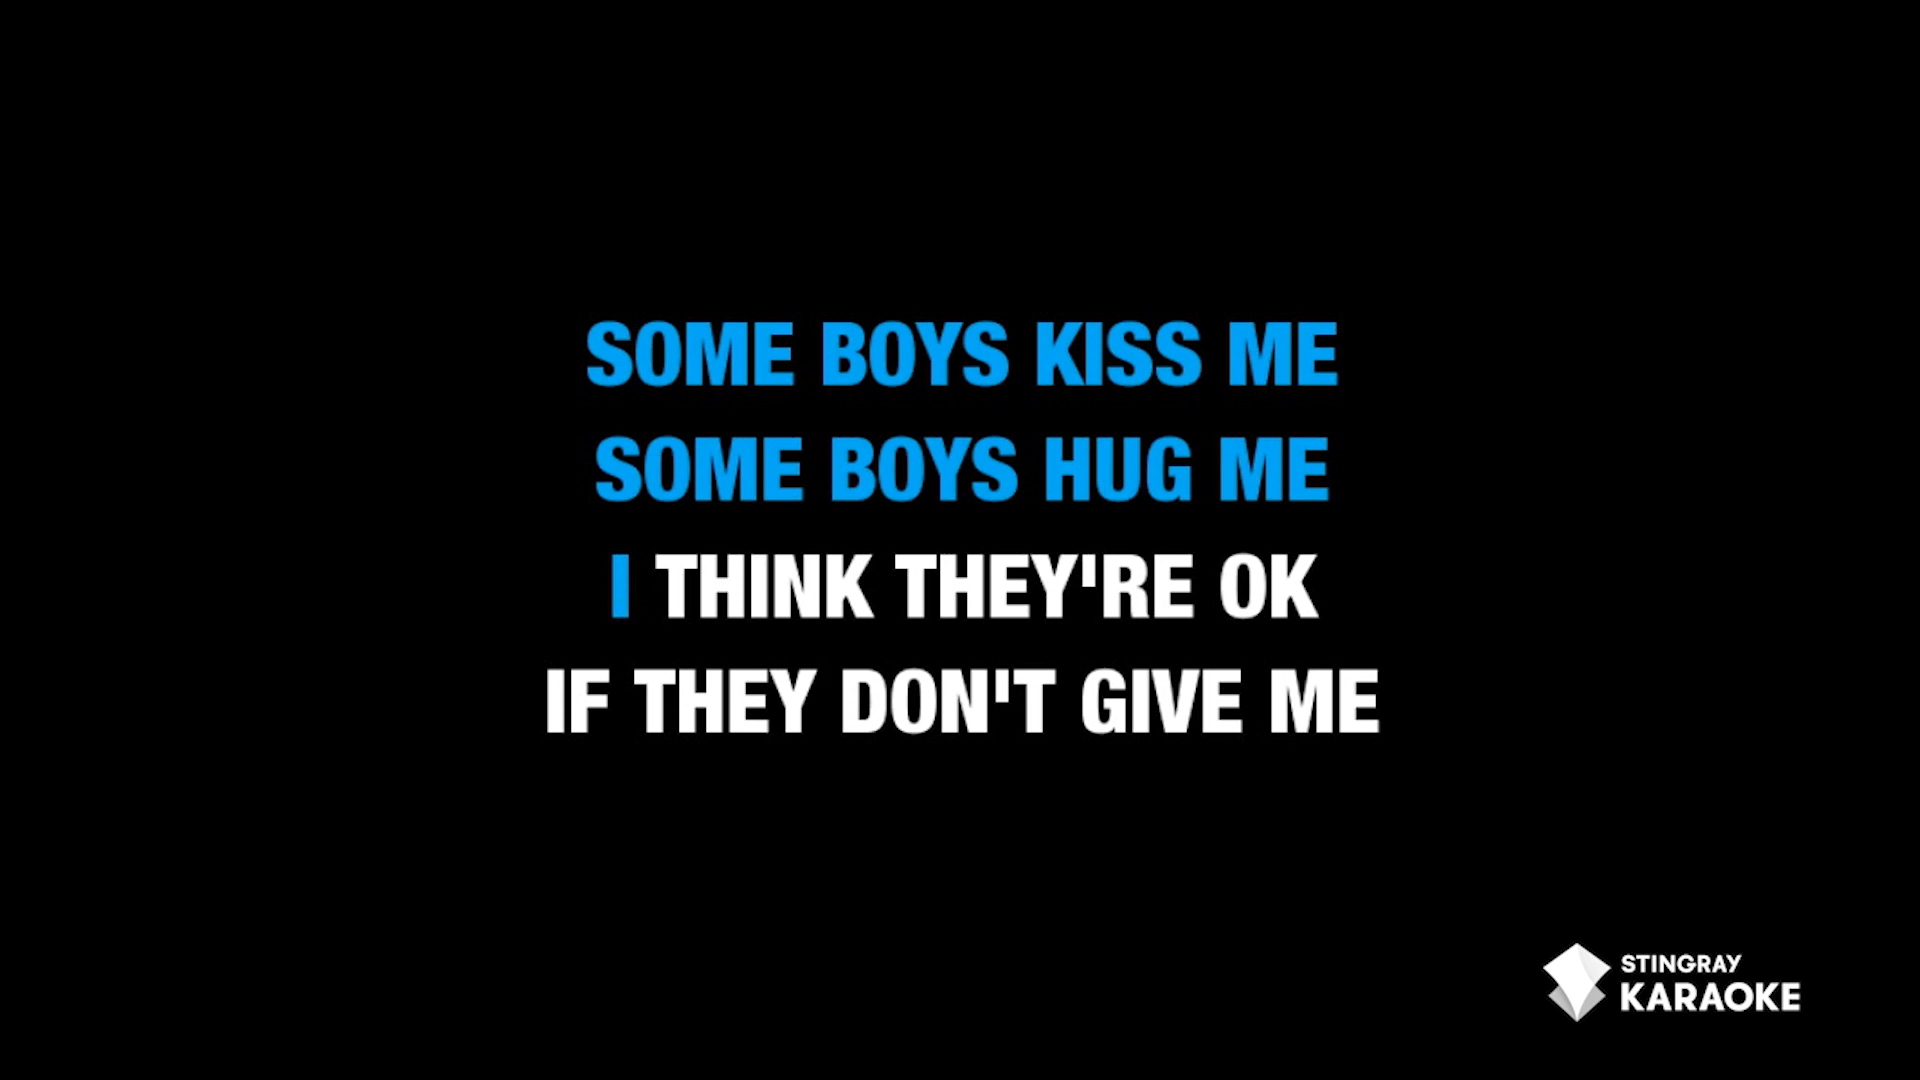 SOME BOYS KISS ME
SOME BOYS HUG ME
I THINK THEY'RE OK
IF THEY DON'T GIVE ME
STINGRAY
KARAOKE